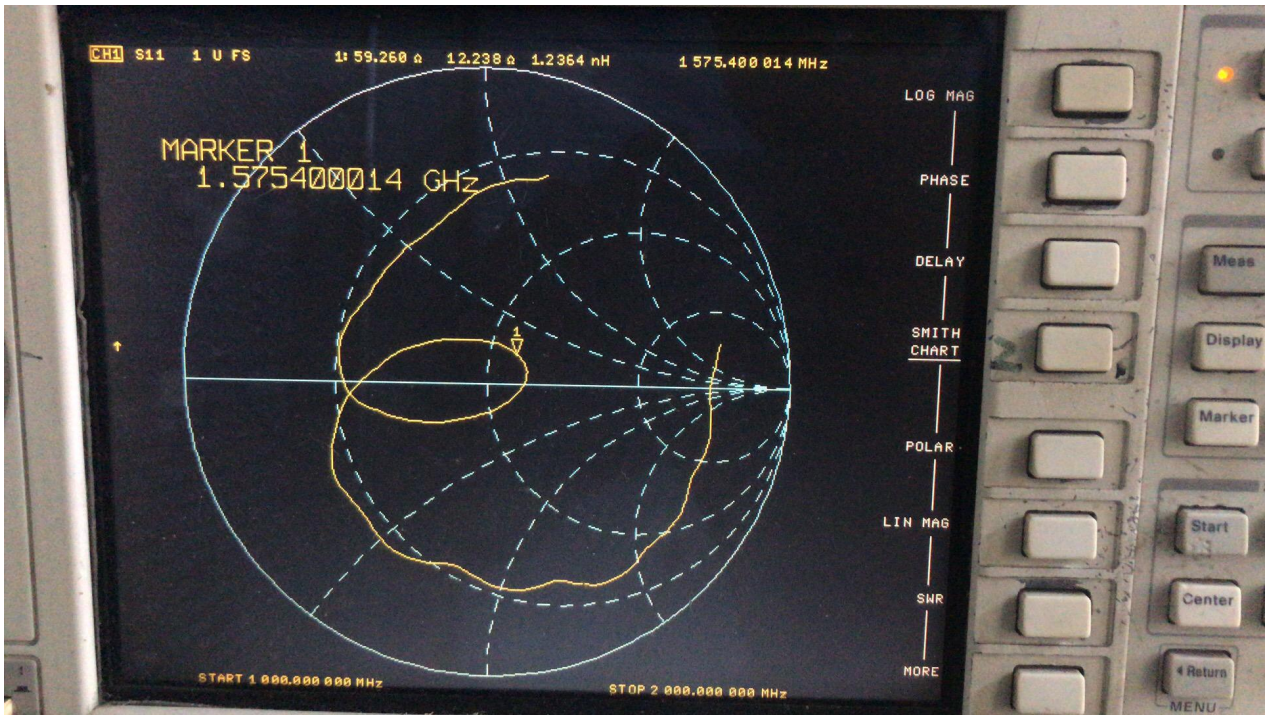 CH1 S11 1 U FS 1: 59.260 Ω 12.238 Ω 1.2364 nH 1 575.400 014 MHz
MARKER 1
1.575400014 GHz
1
LOG MAG
PHASE
DELAY
SMITH
CHART
POLAR
LIN MAG
SWR
MORE
START 1 000.000 000 MHz
STOP 2 000.000 000 MHz
Meas
Display
Marker
Start
Center
Return
MENU
1